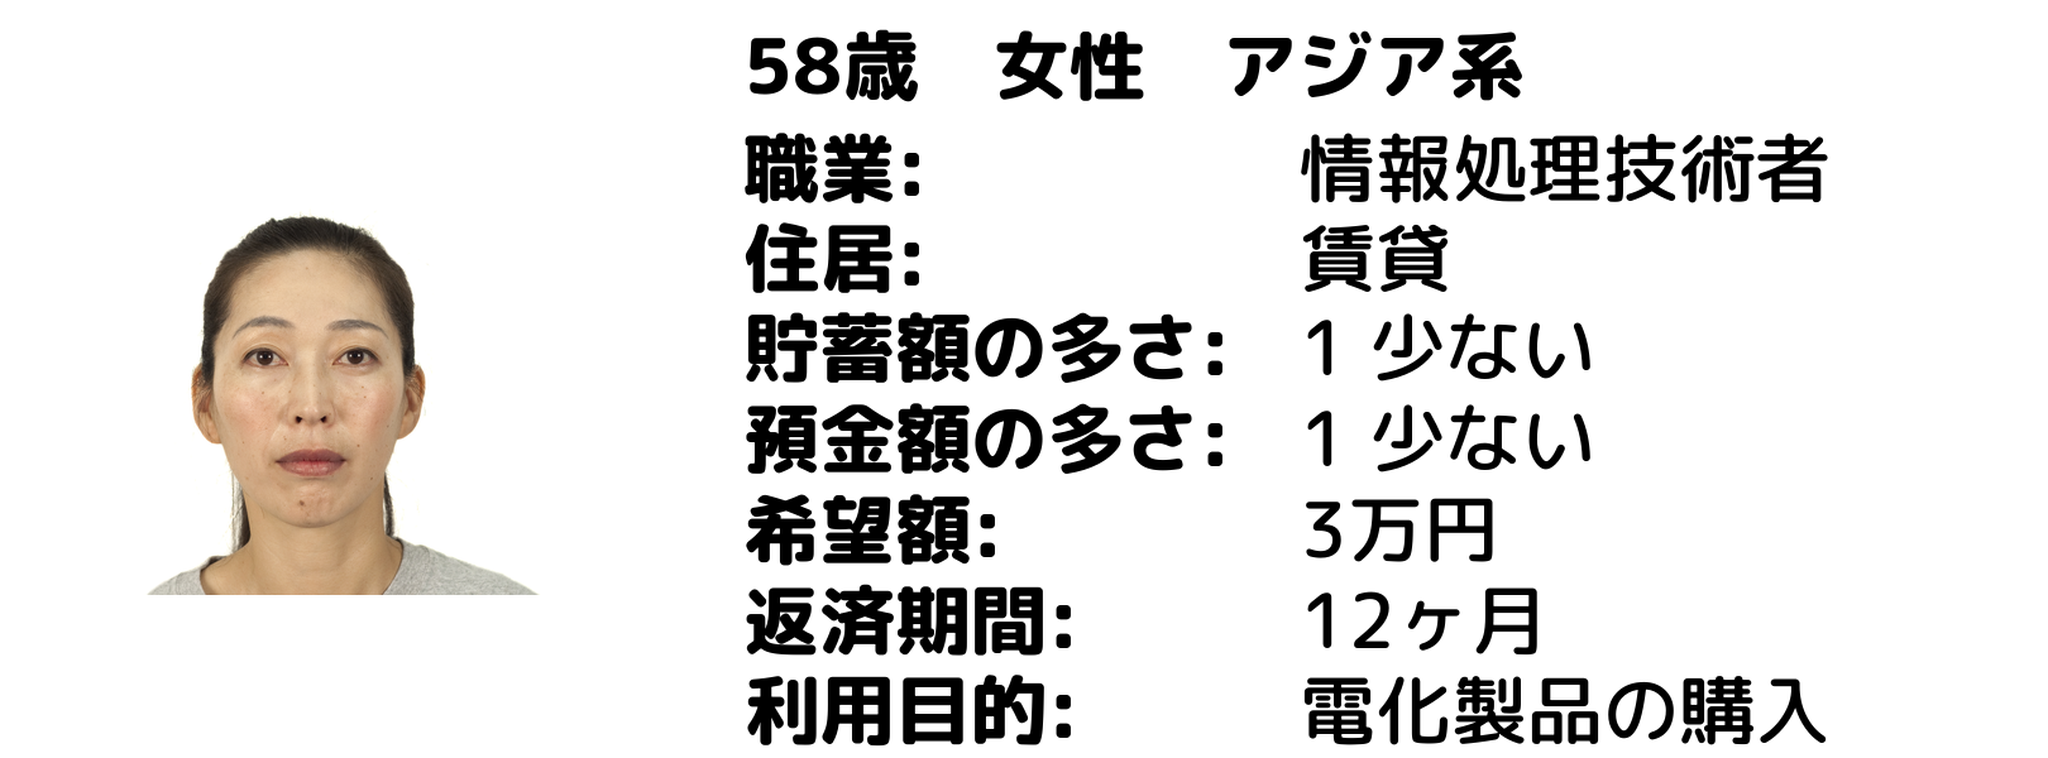 58歳　女性　アジア系
職業: 情報処理技術者
住居: 賃貸
貯蓄額の多さ: 1 少ない
預金額の多さ: 1 少ない
希望額: 3万円
返済期間: 12ヶ月
利用目的: 電化製品の購入